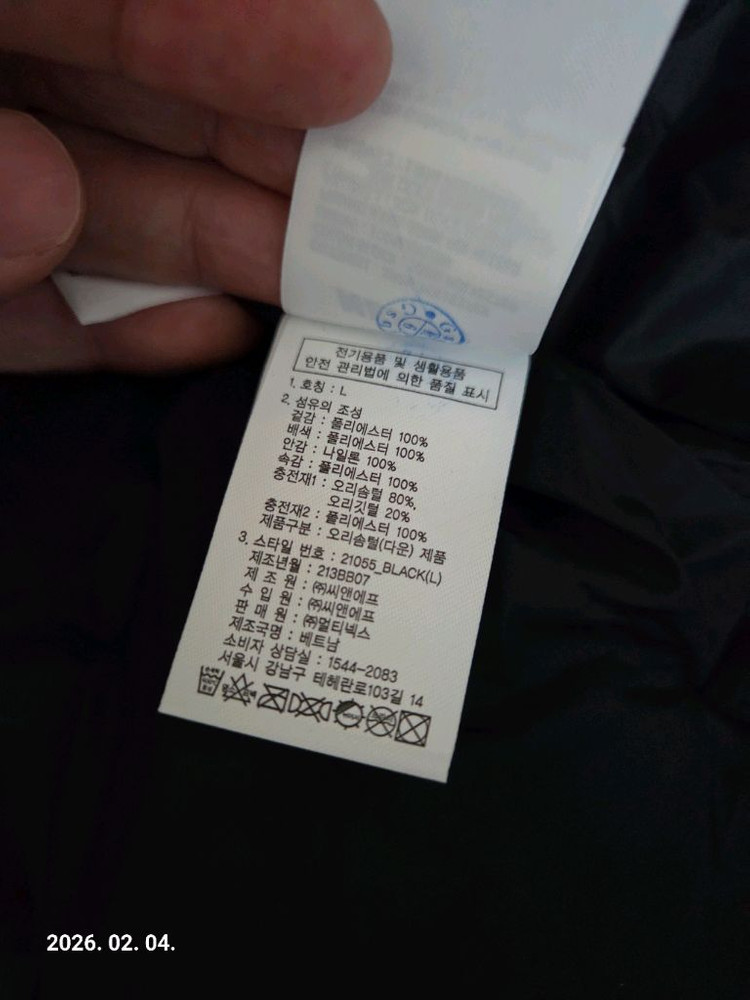 전기용품 및 생활용품
안전 관리법에 의한 품질 표시
1. 호칭 : L
2. 섬유의 조성
겉감 : 폴리에스터 100%
배색 : 폴리에스터 100%
안감 : 나일론 100%
속감 : 폴리에스터 100%
충전재1 : 오리솜털 80%,
오리깃털 20%
충전재2 : 폴리에스터 100%
제품구분 : 오리솜털(다운) 제품
3. 스타일 번호 : 21055_BLACK(L)
제조년월 : 213BB07
제 조 원 : ㈜씨앤에프
수 입 원 : ㈜씨앤에프
판 매 원 : ㈜멀티넥스
제조국명 : 베트남
소비자 상담실 : 1544-2083
서울시 강남구 테헤란로103길 14
2026. 02. 04.